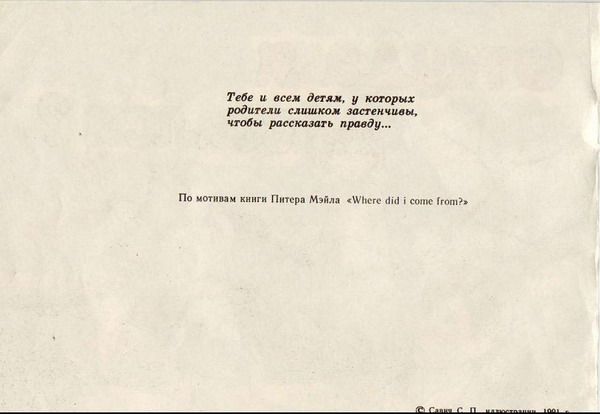 Тебе и всем детям, у которых
родители слишком застенчивы,
чтобы рассказать правду...
По мотивам книги Питера Мэйла «Where did i come from?»
© Савич С. П. иллюстрации, 1991 г.